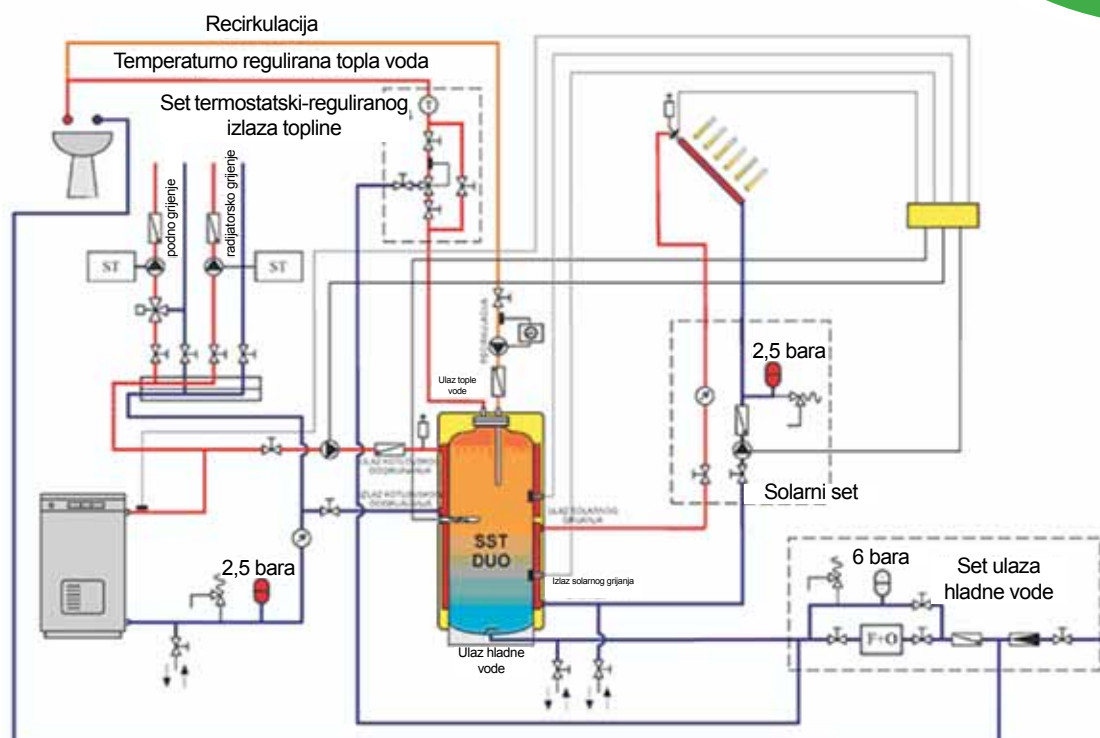 Recirkulacija
Temperaturno regulirana topla voda
Set termostatski-reguliranog
izlaza topline
T
podno grijenje
radijatorsko grijenje
ST
ST
2,5 bara
Ulaz tople
vode
Solarni set
SST
DUO
Izlaz solarnog grijanja
2,5 bara
6 bara
Set ulaza
hladne vode
F+O
Ulaz hladne
vode